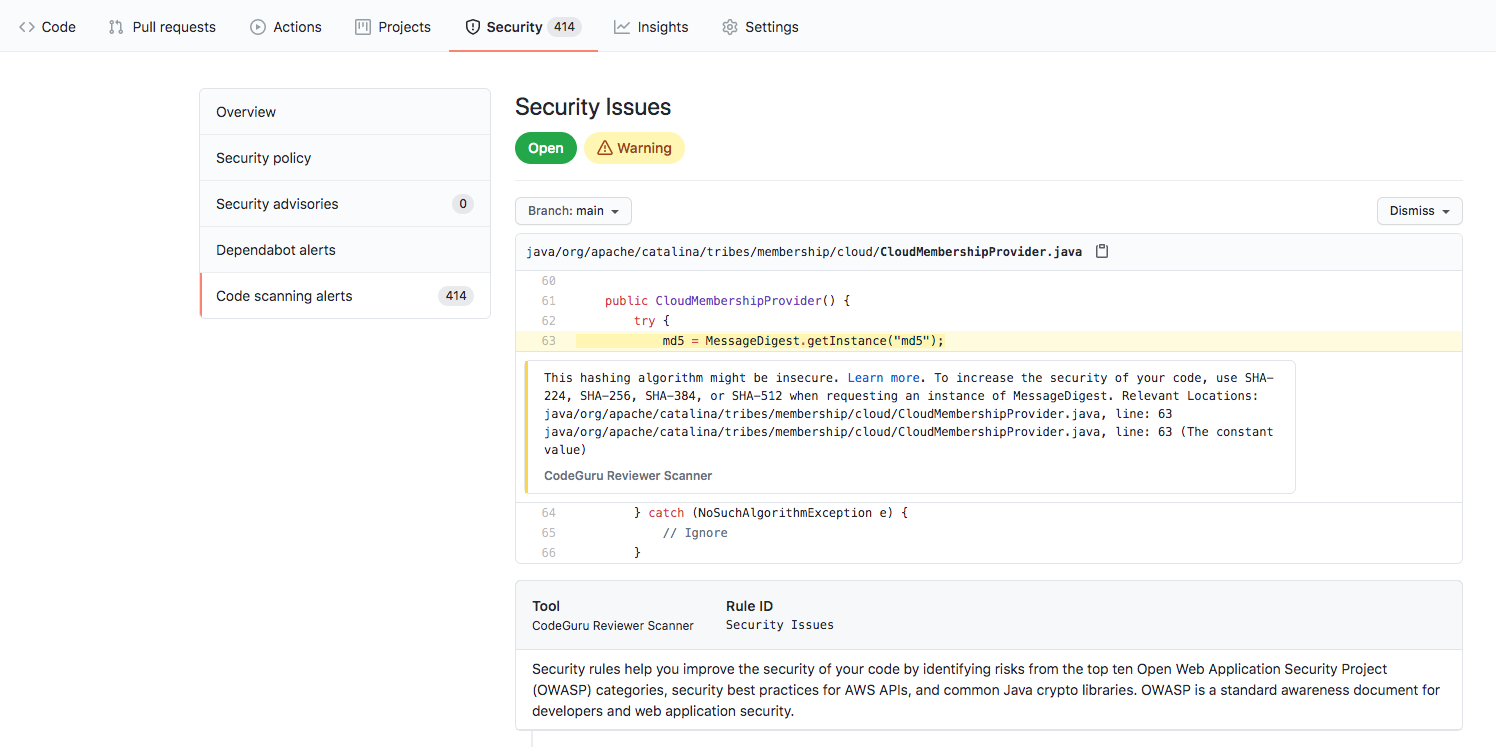 Code Pull requests Actions Projects Security 414 Insights Settings
Overview
Security policy
Security advisories 0
Dependabot alerts
Code scanning alerts 414
Security Issues
Open Warning
Branch: main Dismiss
java/org/apache/catalina/tribes/membership/cloud/CloudMembershipProvider.java
60
61 public CloudMembershipProvider() {
62 try {
63 md5 = MessageDigest.getInstance("md5");
This hashing algorithm might be insecure. Learn more. To increase the security of your code, use SHA-
224, SHA-256, SHA-384, or SHA-512 when requesting an instance of MessageDigest. Relevant Locations:
java/org/apache/catalina/tribes/membership/cloud/CloudMembershipProvider.java, line: 63
java/org/apache/catalina/tribes/membership/cloud/CloudMembershipProvider.java, line: 63 (The constant
value)
CodeGuru Reviewer Scanner
64 } catch (NoSuchAlgorithmException e) {
65 // Ignore
66 }
Tool Rule ID
CodeGuru Reviewer Scanner Security Issues
Security rules help you improve the security of your code by identifying risks from the top ten Open Web Application Security Project
(OWASP) categories, security best practices for AWS APIs, and common Java crypto libraries. OWASP is a standard awareness document for
developers and web application security.